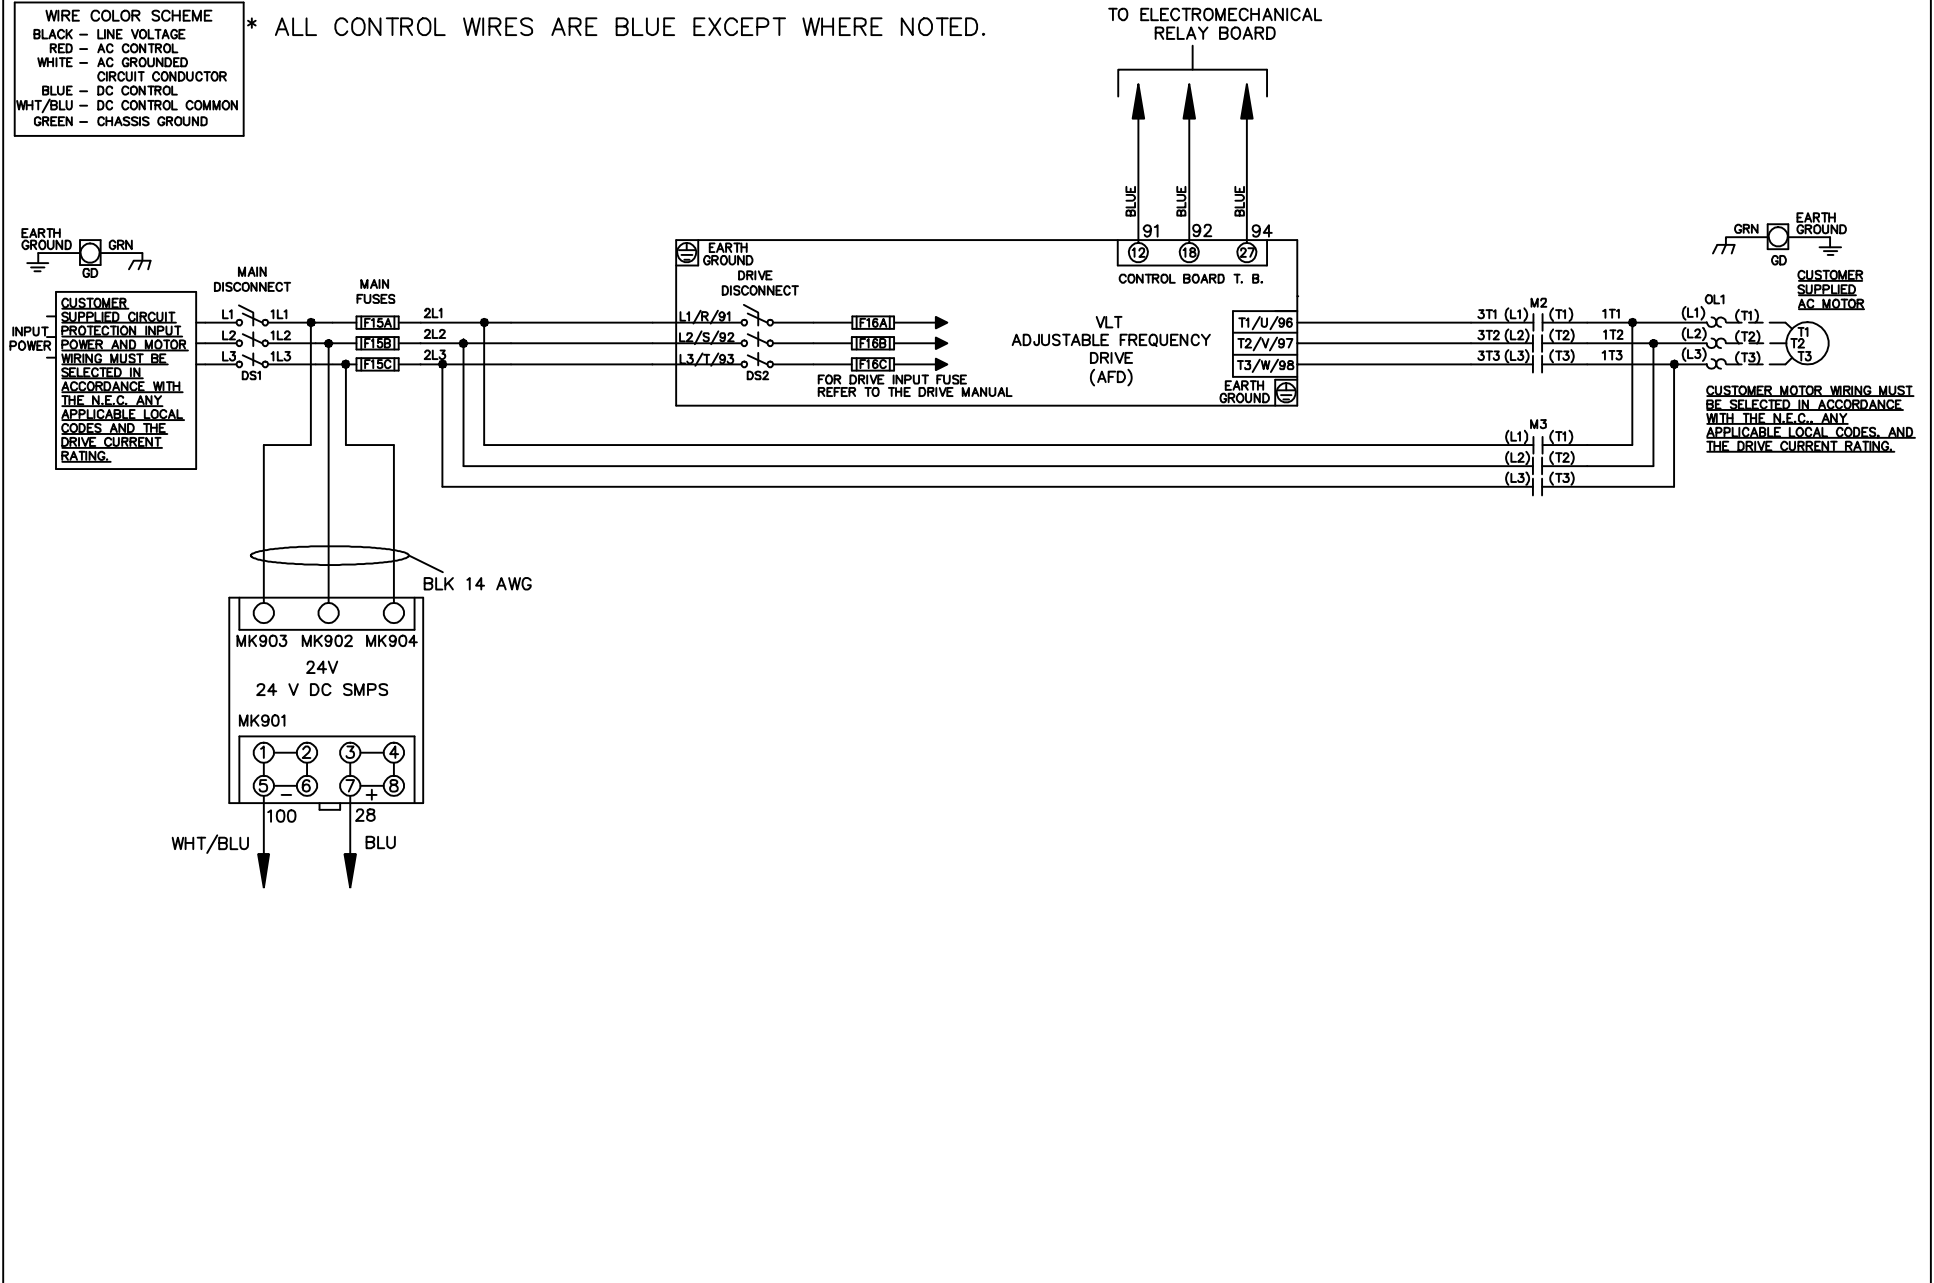 WIRE COLOR SCHEME
BLACK – LINE VOLTAGE
RED – AC CONTROL
WHITE – AC GROUNDED
CIRCUIT CONDUCTOR
BLUE – DC CONTROL
WHT/BLU – DC CONTROL COMMON
GREEN – CHASSIS GROUND
* ALL CONTROL WIRES ARE BLUE EXCEPT WHERE NOTED.
TO ELECTROMECHANICAL
RELAY BOARD
BLUE
BLUE
BLUE
91
92
94
12
18
27
CONTROL BOARD T. B.
EARTH
GROUND
GRN
GD
INPUT
POWER
CUSTOMER
SUPPLIED CIRCUIT
PROTECTION INPUT
POWER AND MOTOR
WIRING MUST BE
SELECTED IN
ACCORDANCE WITH
THE N.E.C. ANY
APPLICABLE LOCAL
CODES AND THE
DRIVE CURRENT
RATING.
MAIN
DISCONNECT
L1 1L1
L2 1L2
L3 1L3
DS1
MAIN
FUSES
F15A
F15B
F15C
2L1
2L2
2L3
EARTH
GROUND
DRIVE
DISCONNECT
L1/R/91
L2/S/92
L3/T/93
DS2
F16A
F16B
F16C
FOR DRIVE INPUT FUSE
REFER TO THE DRIVE MANUAL
VLT
ADJUSTABLE FREQUENCY
DRIVE
(AFD)
T1/U/96
T2/V/97
T3/W/98
EARTH
GROUND
M2
3T1 (L1) (T1) 1T1
3T2 (L2) (T2) 1T2
3T3 (L3) (T3) 1T3
M3
(L1) (T1)
(L2) (T2)
(L3) (T3)
OL1
(L1) (T1)
(L2) (T2)
(L3) (T3)
T1
T2
T3
GRN
EARTH
GROUND
GD
CUSTOMER
SUPPLIED
AC MOTOR
CUSTOMER MOTOR WIRING MUST
BE SELECTED IN ACCORDANCE
WITH THE N.E.C., ANY
APPLICABLE LOCAL CODES, AND
THE DRIVE CURRENT RATING.
BLK 14 AWG
MK903 MK902 MK904
24V
24 V DC SMPS
MK901
1 2 3 4
5 – 6 7 + 8
100
28
WHT/BLU
BLU